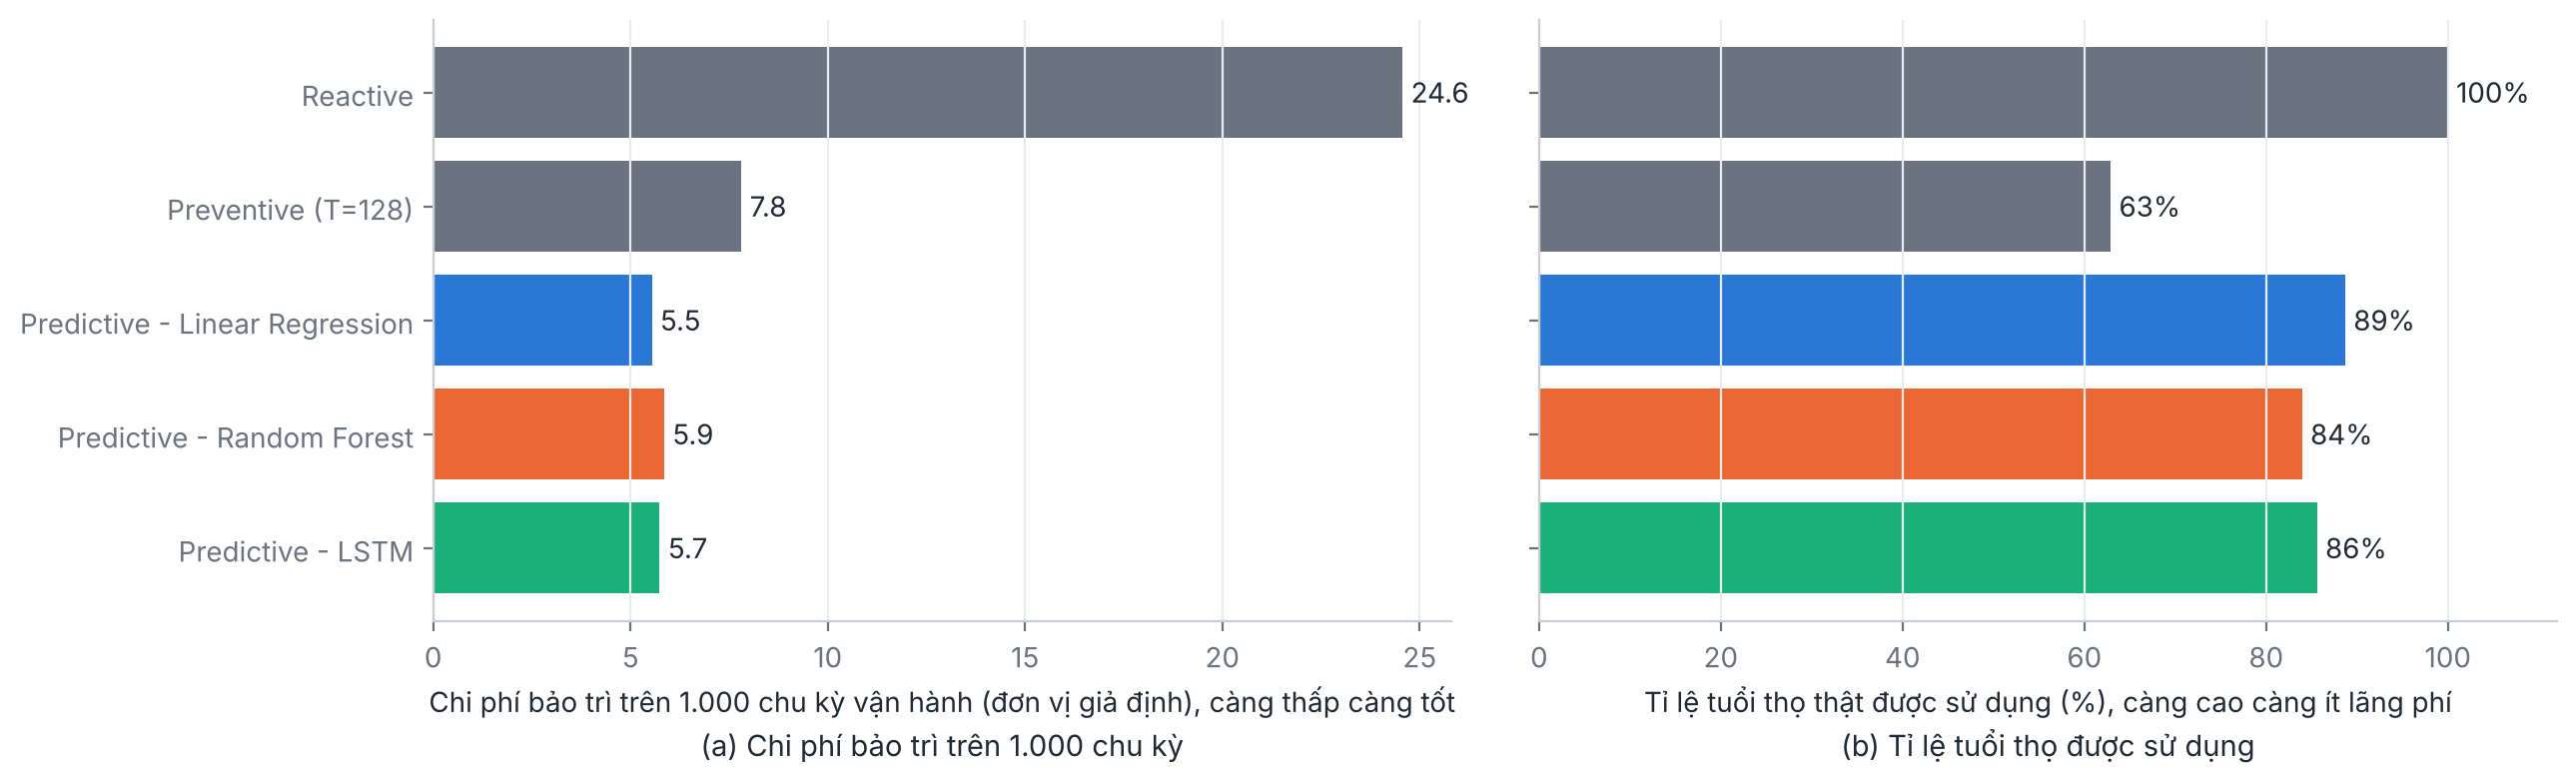 Reactive
24.6
Preventive (T=128)
7.8
Predictive - Linear Regression
5.5
Predictive - Random Forest
5.9
Predictive - LSTM
5.7
0 5 10 15 20 25
Chi phí bảo trì trên 1.000 chu kỳ vận hành (đơn vị giả định), càng thấp càng tốt
(a) Chi phí bảo trì trên 1.000 chu kỳ
100%
63%
89%
84%
86%
0 20 40 60 80 100
Tỉ lệ tuổi thọ thật được sử dụng (%), càng cao càng ít lãng phí
(b) Tỉ lệ tuổi thọ được sử dụng